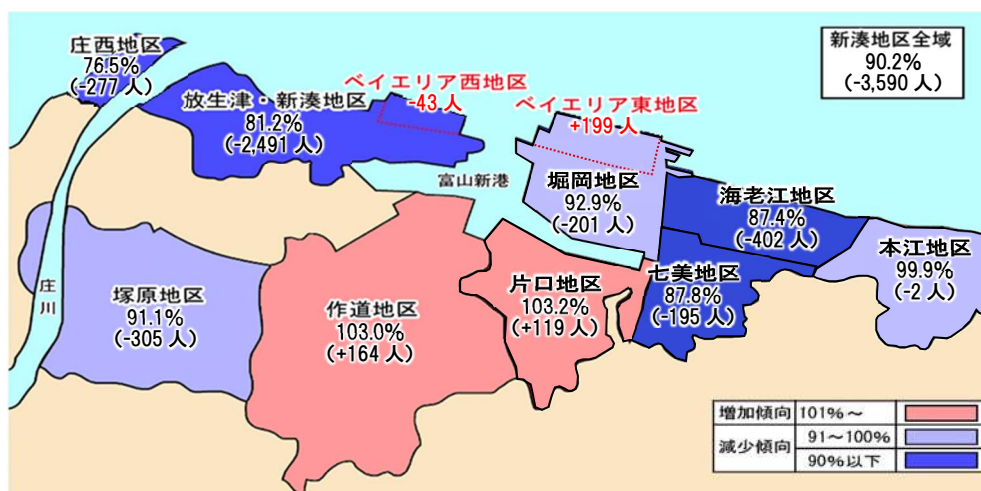 庄西地区
76.5%
(-277 人)
放生津・新湊地区
81.2%
(-2,491 人)
ベイエリア西地区
-43 人
ベイエリア東地区
+199 人
新湊地区全域
90.2%
(-3,590 人)
富山新港
堀岡地区
92.9%
(-201 人)
海老江地区
87.4%
(-402 人)
本江地区
99.9%
(-2 人)
庄川
塚原地区
91.1%
(-305 人)
作道地区
103.0%
(+164 人)
片口地区
103.2%
(+119 人)
七美地区
87.8%
(-195 人)
増加傾向 101%~
減少傾向 91~100%
90%以下